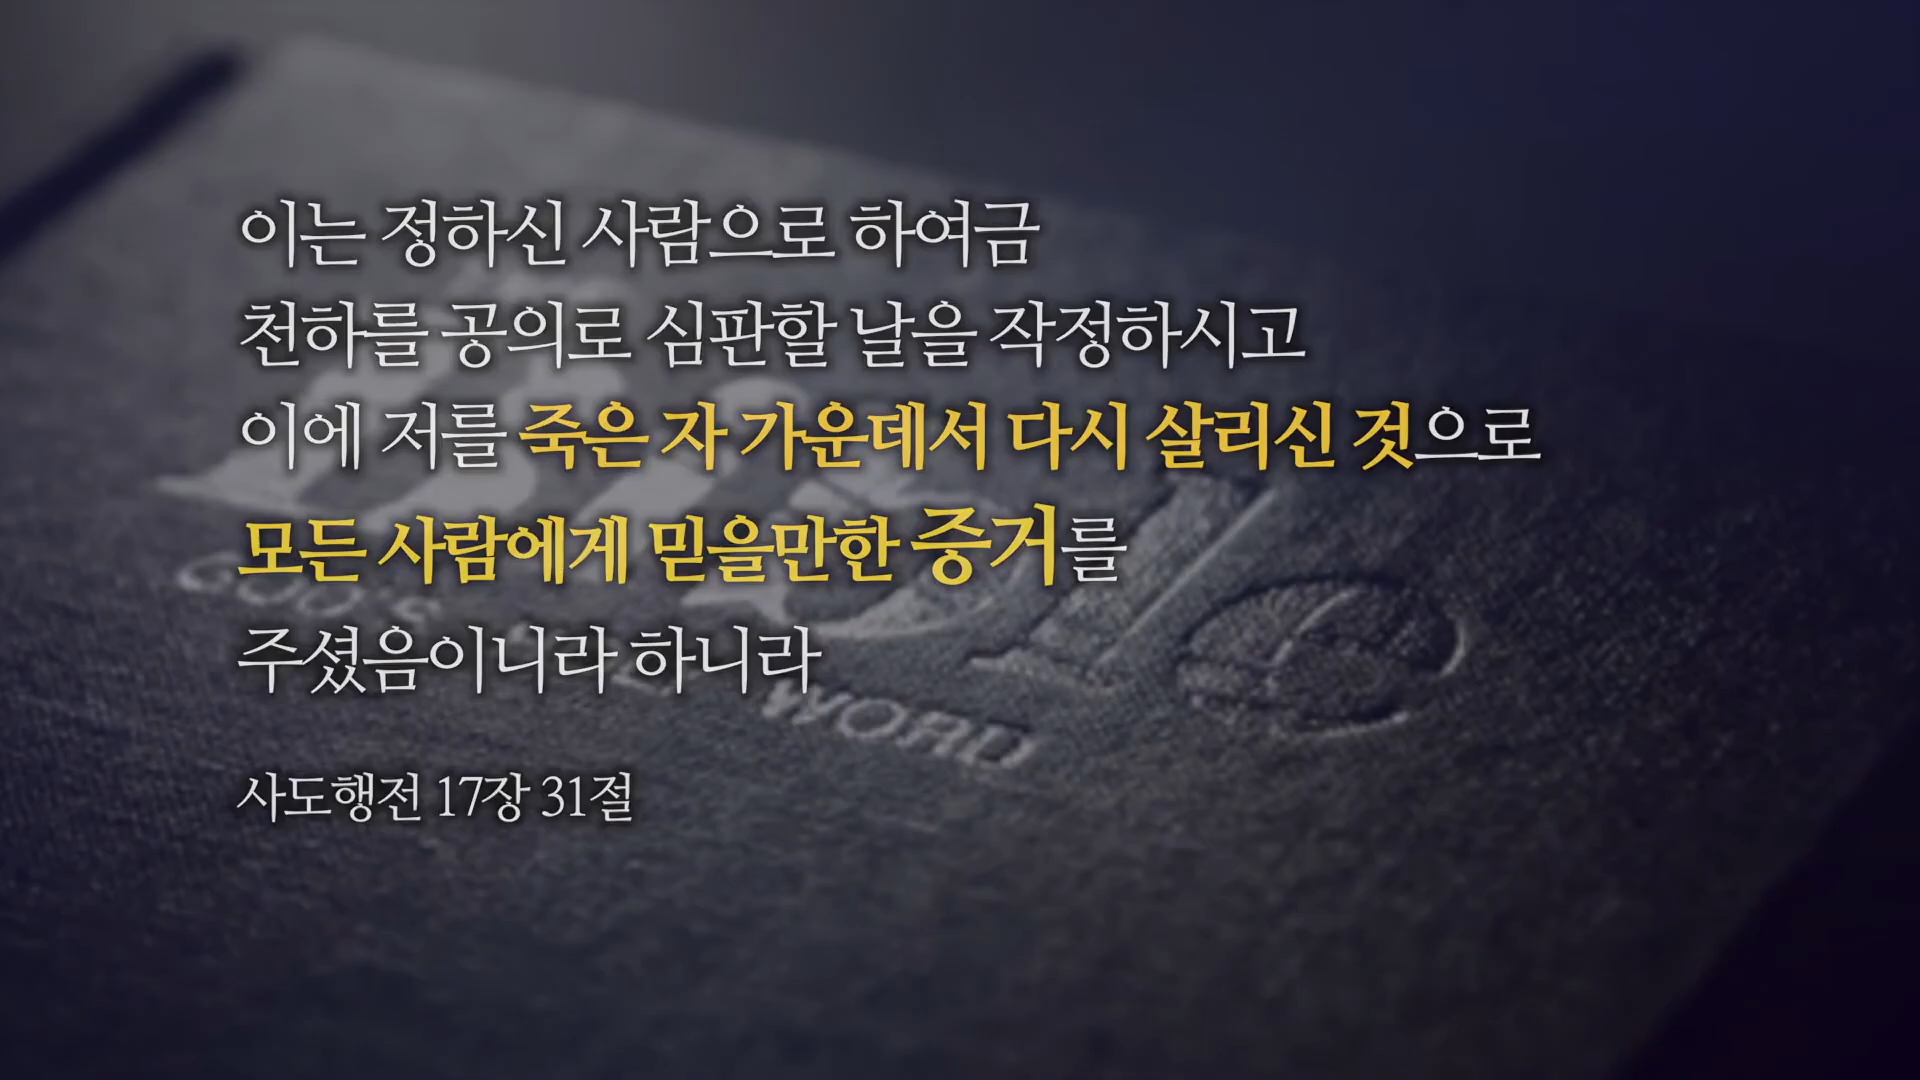 이는 정하신 사람으로 하여금
천하를 공의로 심판할 날을 작정하시고
이에 저를 죽은 자 가운데서 다시 살리신 것으로
모든 사람에게 믿을만한 증거를
주셨음이니라 하니라
사도행전 17장 31절
GOD'S
WORD